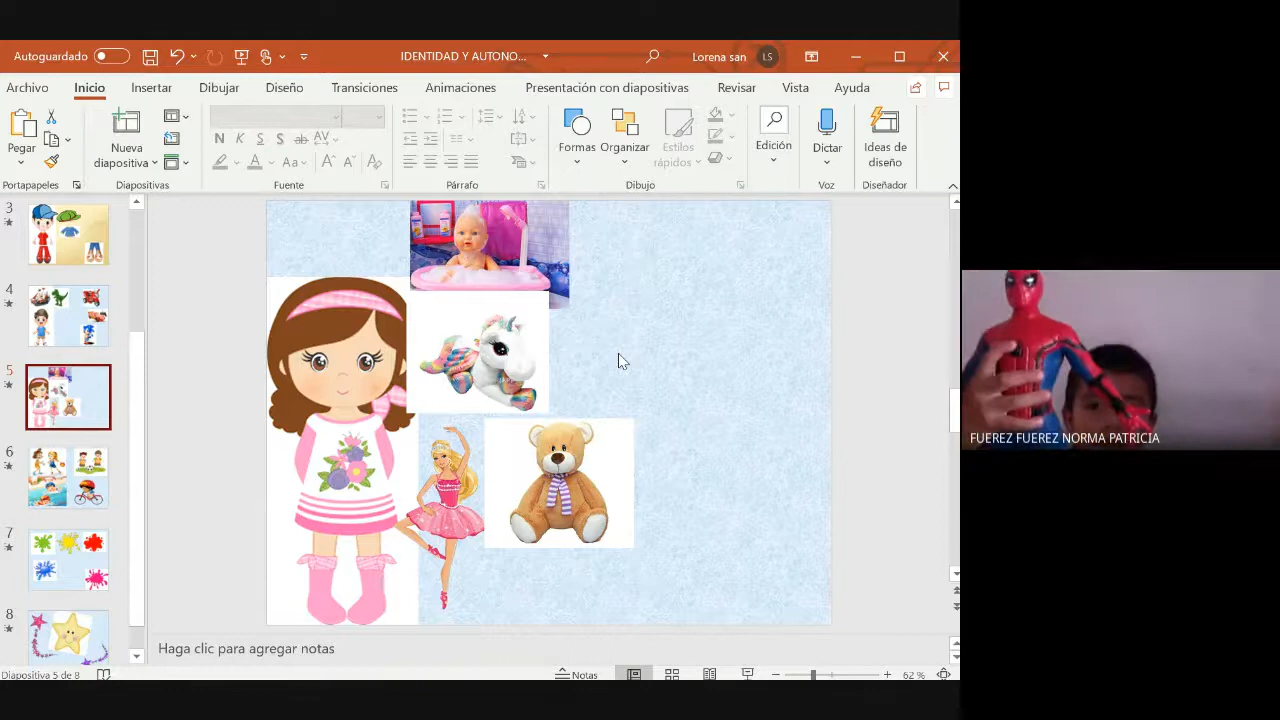 Autoguardado
IDENTIDAD Y AUTONO...
Lorena san
LS
Archivo
Inicio
Insertar
Dibujar
Diseño
Transiciones
Animaciones
Presentación con diapositivas
Revisar
Vista
Ayuda
Pegar
Nueva
diapositiva
N
K
S
S
ab
AV
A
Aa
A
A
A
Formas
Organizar
Estilos
rápidos
Edición
Dictar
Ideas de
diseño
Portapapeles
Diapositivas
Fuente
Párrafo
Dibujo
Voz
Diseñador
3
4
5
6
7
8
FUEREZ FUEREZ NORMA PATRICIA
Haga clic para agregar notas
Diapositiva 5 de 8
Notas
62 %